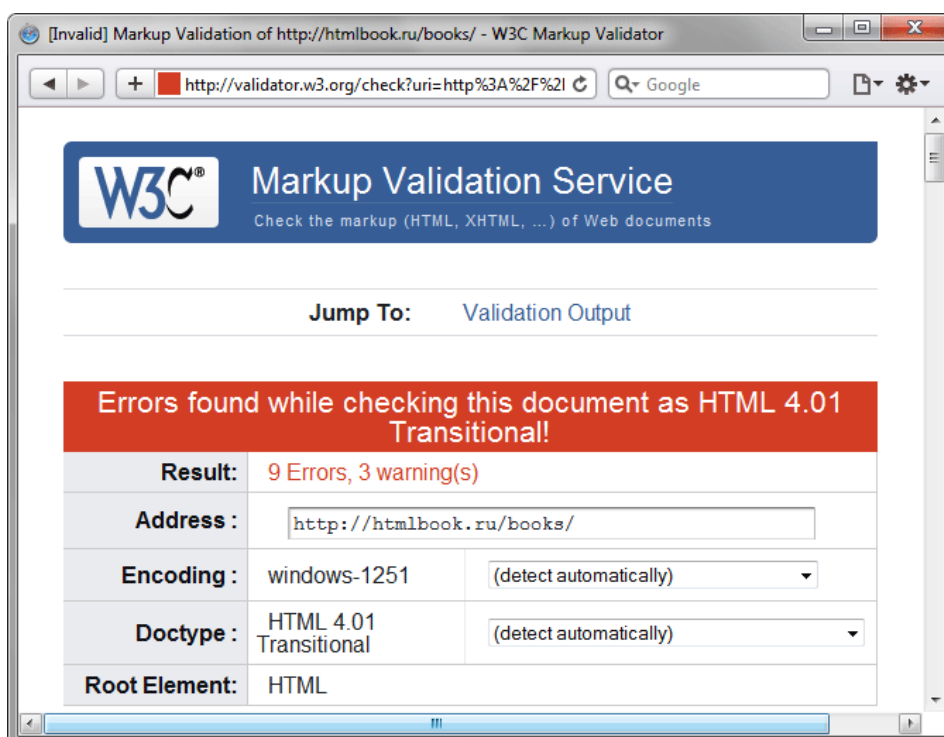 [Invalid] Markup Validation of http://htmlbook.ru/books/ - W3C Markup Validator
http://validator.w3.org/check?uri=http%3A%2F%2F
Google
W3C®
Markup Validation Service
Check the markup (HTML, XHTML, ...) of Web documents
Jump To: Validation Output
Errors found while checking this document as HTML 4.01
Transitional!
Result: 9 Errors, 3 warning(s)
Address : http://htmlbook.ru/books/
Encoding : windows-1251 (detect automatically)
Doctype : HTML 4.01
Transitional (detect automatically)
Root Element: HTML